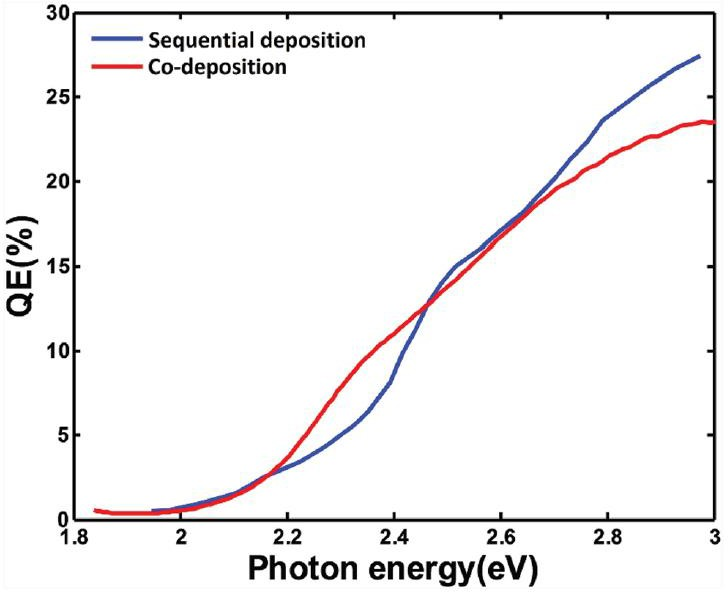 30
25
20
15
10
5
0
QE(%)
Sequential deposition
Co-deposition
1.8 2 2.2 2.4 2.6 2.8 3
Photon energy(eV)